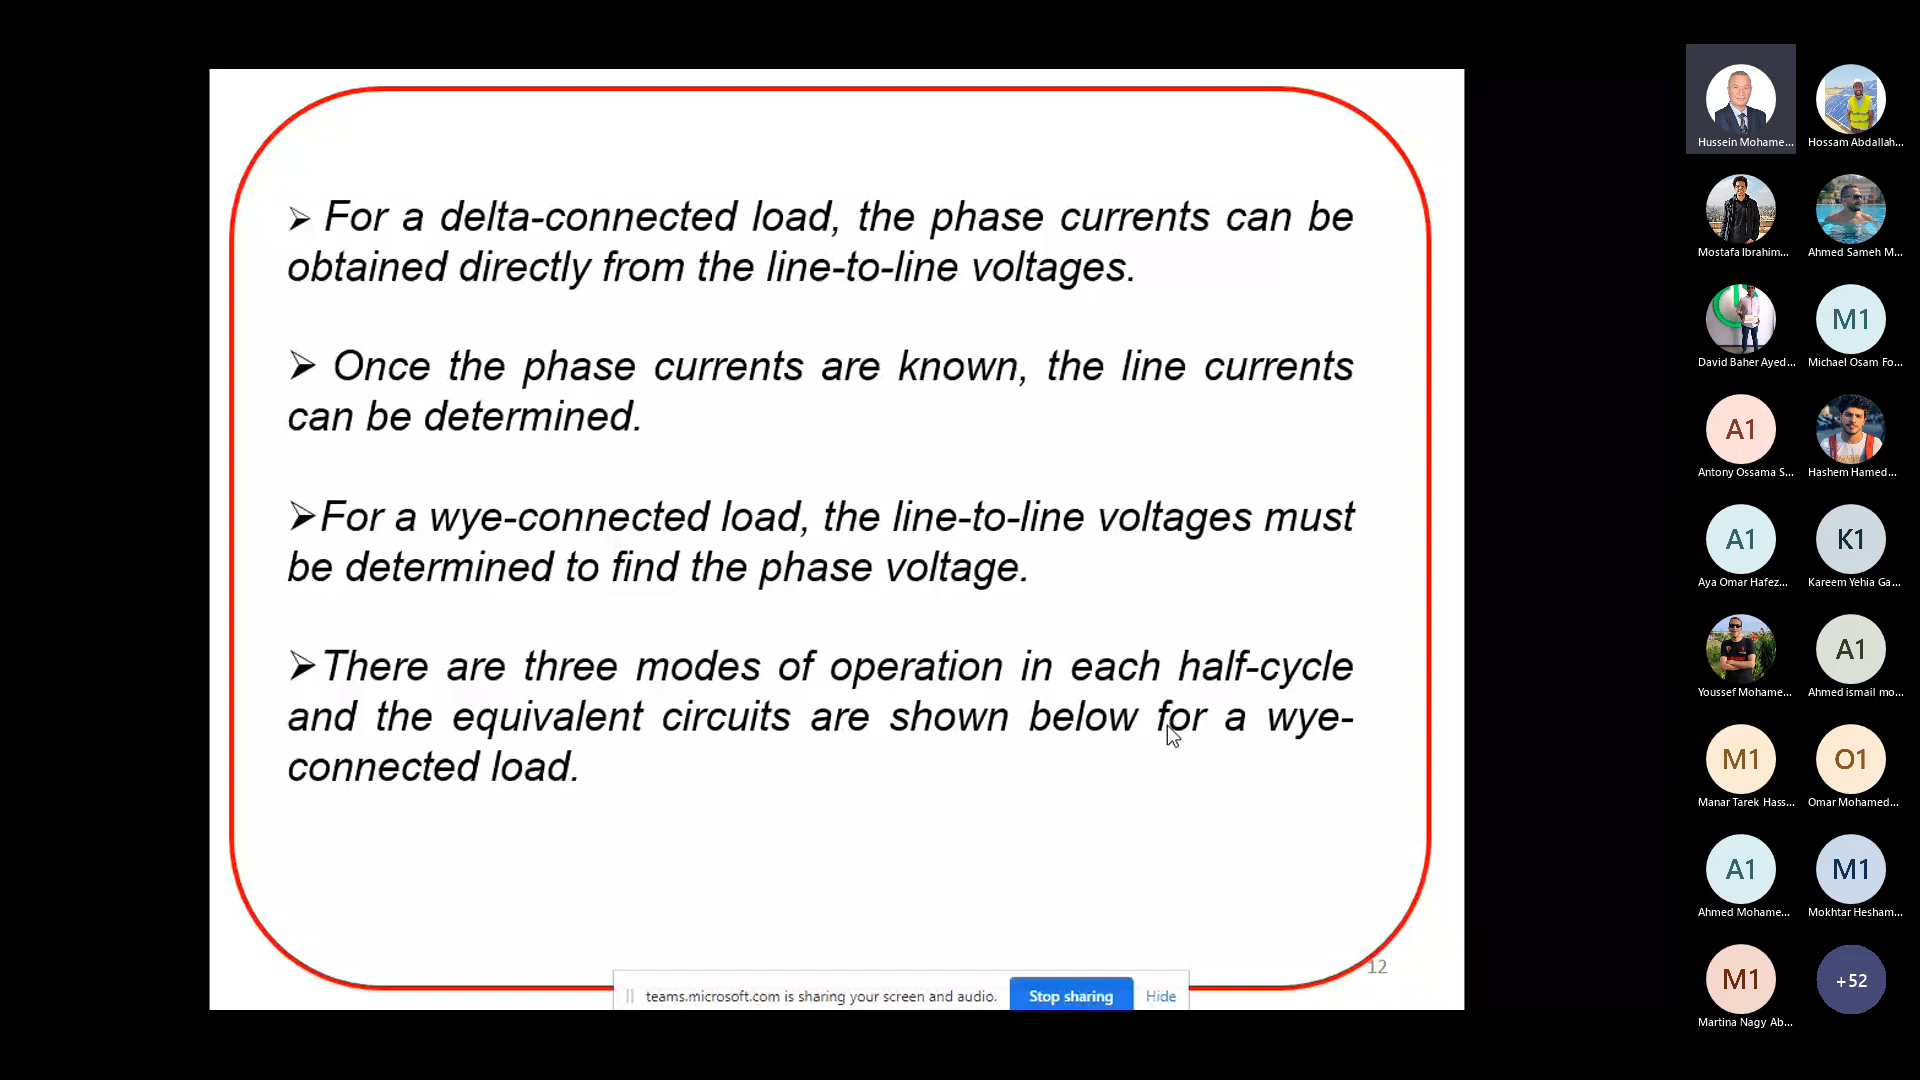 ➢ For a delta-connected load, the phase currents can be
obtained directly from the line-to-line voltages.
➢ Once the phase currents are known, the line currents
can be determined.
➢For a wye-connected load, the line-to-line voltages must
be determined to find the phase voltage.
➢There are three modes of operation in each half-cycle
and the equivalent circuits are shown below for a wye-
connected load.
12
teams.microsoft.com is sharing your screen and audio. Stop sharing Hide
Hussein Mohame... Hossam Abdallah...
Mostafa Ibrahim... Ahmed Sameh M...
M1
David Baher Ayed... Michael Osam Fo...
A1
Antony Ossama S... Hashem Hamed...
A1 K1
Aya Omar Hafez... Kareem Yehia Ga...
A1
Youssef Mohame... Ahmed ismail mo...
M1 O1
Manar Tarek Hass... Omar Mohamed...
A1 M1
Ahmed Mohame... Mokhtar Hesham...
M1 +52
Martina Nagy Ab...